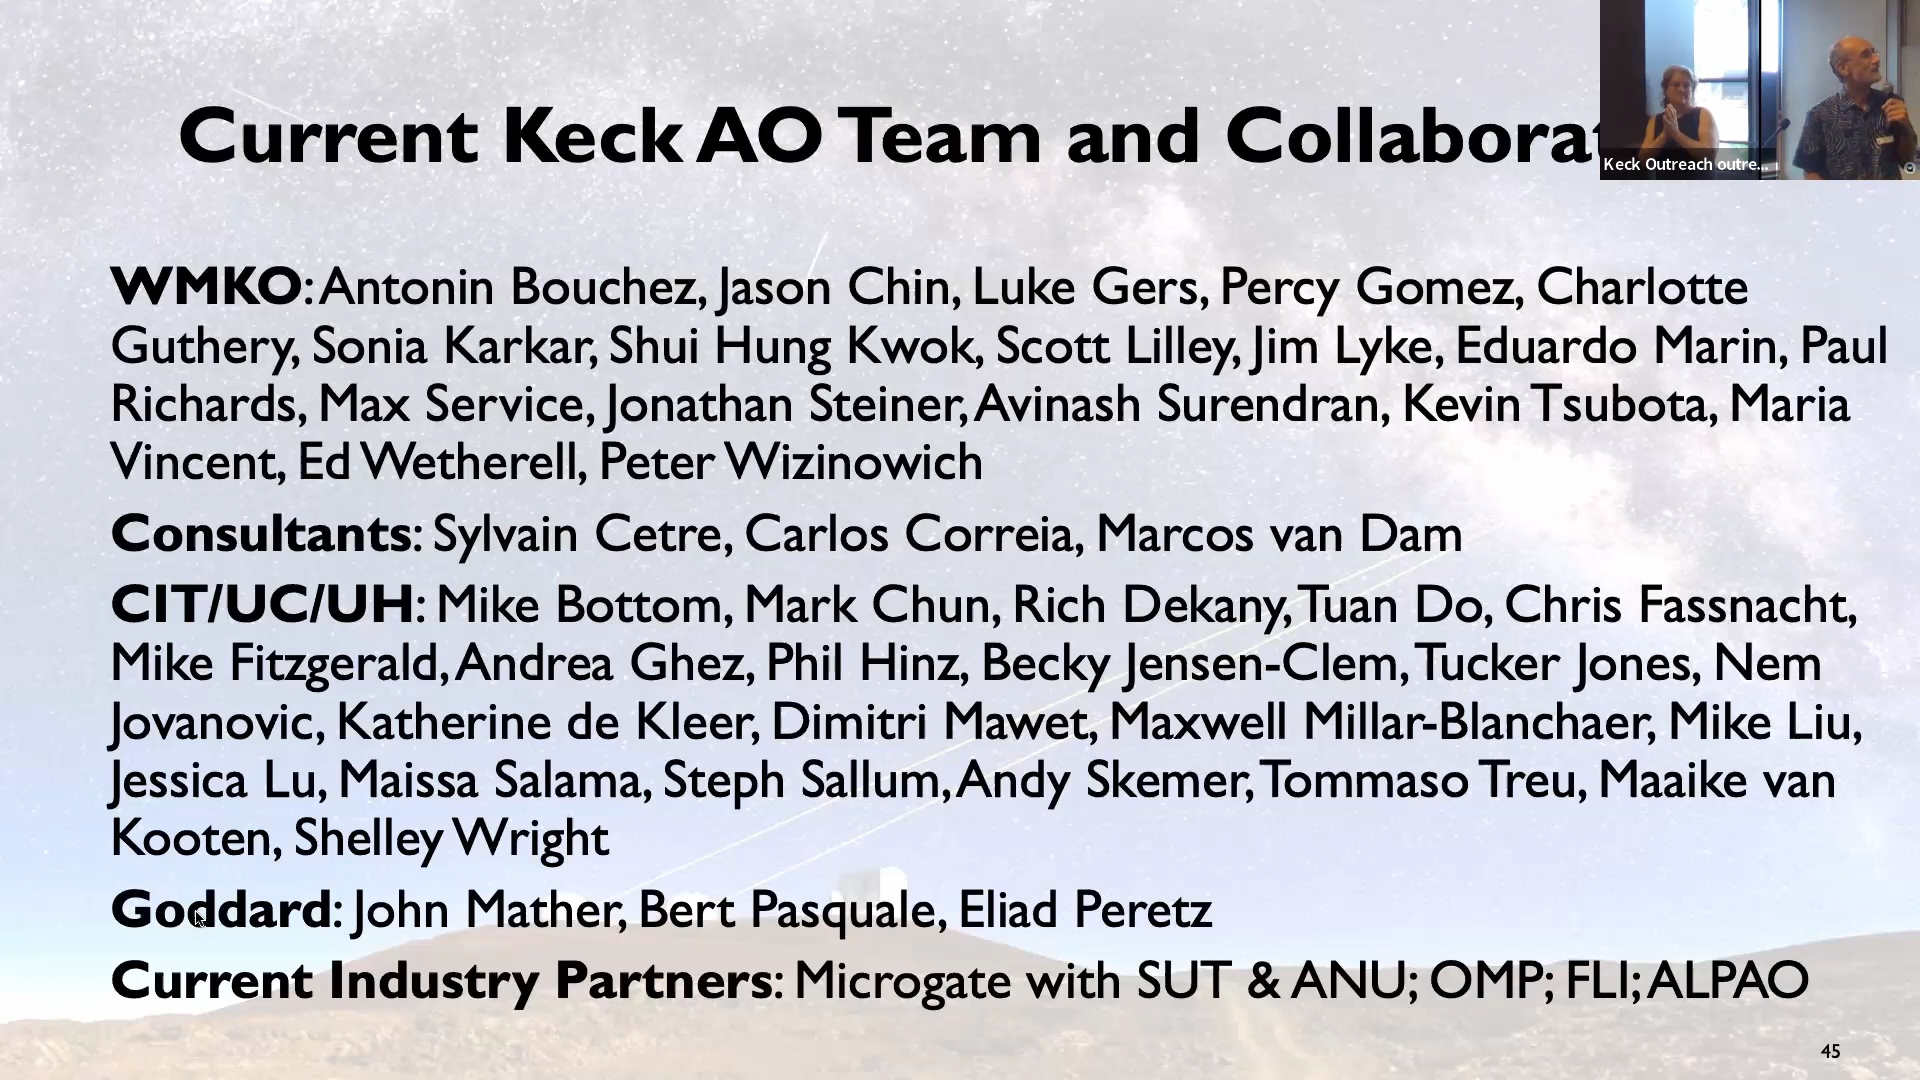 Current Keck AO Team and Collabora
Keck Outreach outre...
WMKO: Antonin Bouchez, Jason Chin, Luke Gers, Percy Gomez, Charlotte
Guthery, Sonia Karkar, Shui Hung Kwok, Scott Lilley, Jim Lyke, Eduardo Marin, Paul
Richards, Max Service, Jonathan Steiner, Avinash Surendran, Kevin Tsubota, Maria
Vincent, Ed Wetherell, Peter Wizinowich
Consultants: Sylvain Cetre, Carlos Correia, Marcos van Dam
CIT/UC/UH: Mike Bottom, Mark Chun, Rich Dekany, Tuan Do, Chris Fassnacht,
Mike Fitzgerald, Andrea Ghez, Phil Hinz, Becky Jensen-Clem, Tucker Jones, Nem
Jovanovic, Katherine de Kleer, Dimitri Mawet, Maxwell Millar-Blanchaer, Mike Liu,
Jessica Lu, Maissa Salama, Steph Sallum, Andy Skemer, Tommaso Treu, Maaike van
Kooten, Shelley Wright
Goddard: John Mather, Bert Pasquale, Eliad Peretz
Current Industry Partners: Microgate with SUT & ANU; OMP; FLI; ALPAO
45